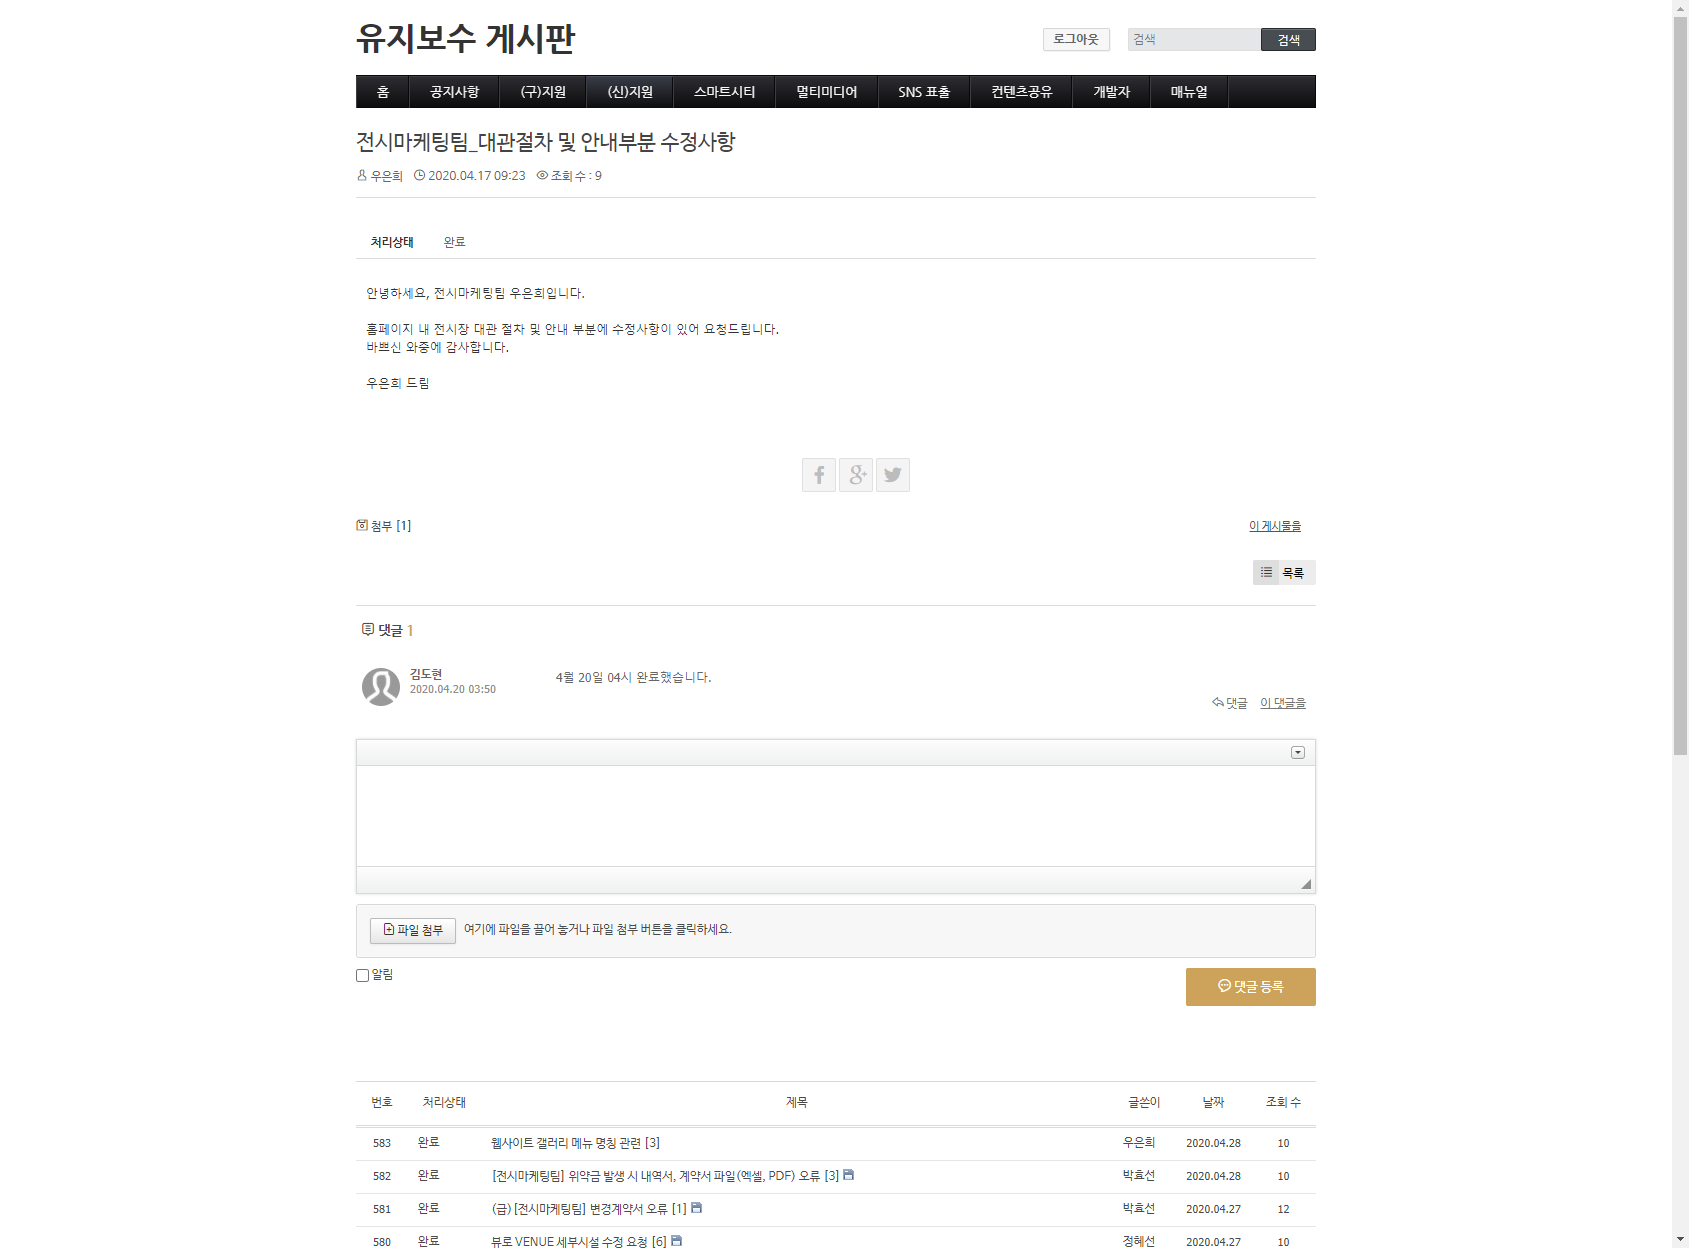 유지보수 게시판
로그아웃 검색 검색
홈 공지사항 (구)지원 (신)지원 스마트시티 멀티미디어 SNS 표출 컨텐츠공유 개발자 매뉴얼
전시마케팅팀_대관절차 및 안내부분 수정사항
우은희 2020.04.17 09:23 조회 수 : 9
처리상태 완료
안녕하세요, 전시마케팅팀 우은희입니다.
홈페이지 내 전시장 대관 절차 및 안내 부분에 수정사항이 있어 요청드립니다.
바쁘신 와중에 감사합니다.
우은희 드림
첨부 [1] 이 게시물을
목록
댓글 1
김도현 4월 20일 04시 완료했습니다.
2020.04.20 03:50
댓글 이 댓글을
파일 첨부 여기에 파일을 끌어 놓거나 파일 첨부 버튼을 클릭하세요.
알림 댓글 등록
번호 처리상태 제목 글쓴이 날짜 조회 수
583 완료 웹사이트 갤러리 메뉴 명칭 관련 [3] 우은희 2020.04.28 10
582 완료 [전시마케팅팀] 위약금 발생 시 내역서, 계약서 파일(엑셀, PDF) 오류 [3] 박효선 2020.04.28 10
581 완료 (급) [전시마케팅팀] 변경계약서 오류 [1] 박효선 2020.04.27 12
580 완료 뷰로 VENUE 세부시설 수정 요청 [6] 정혜선 2020.04.27 10